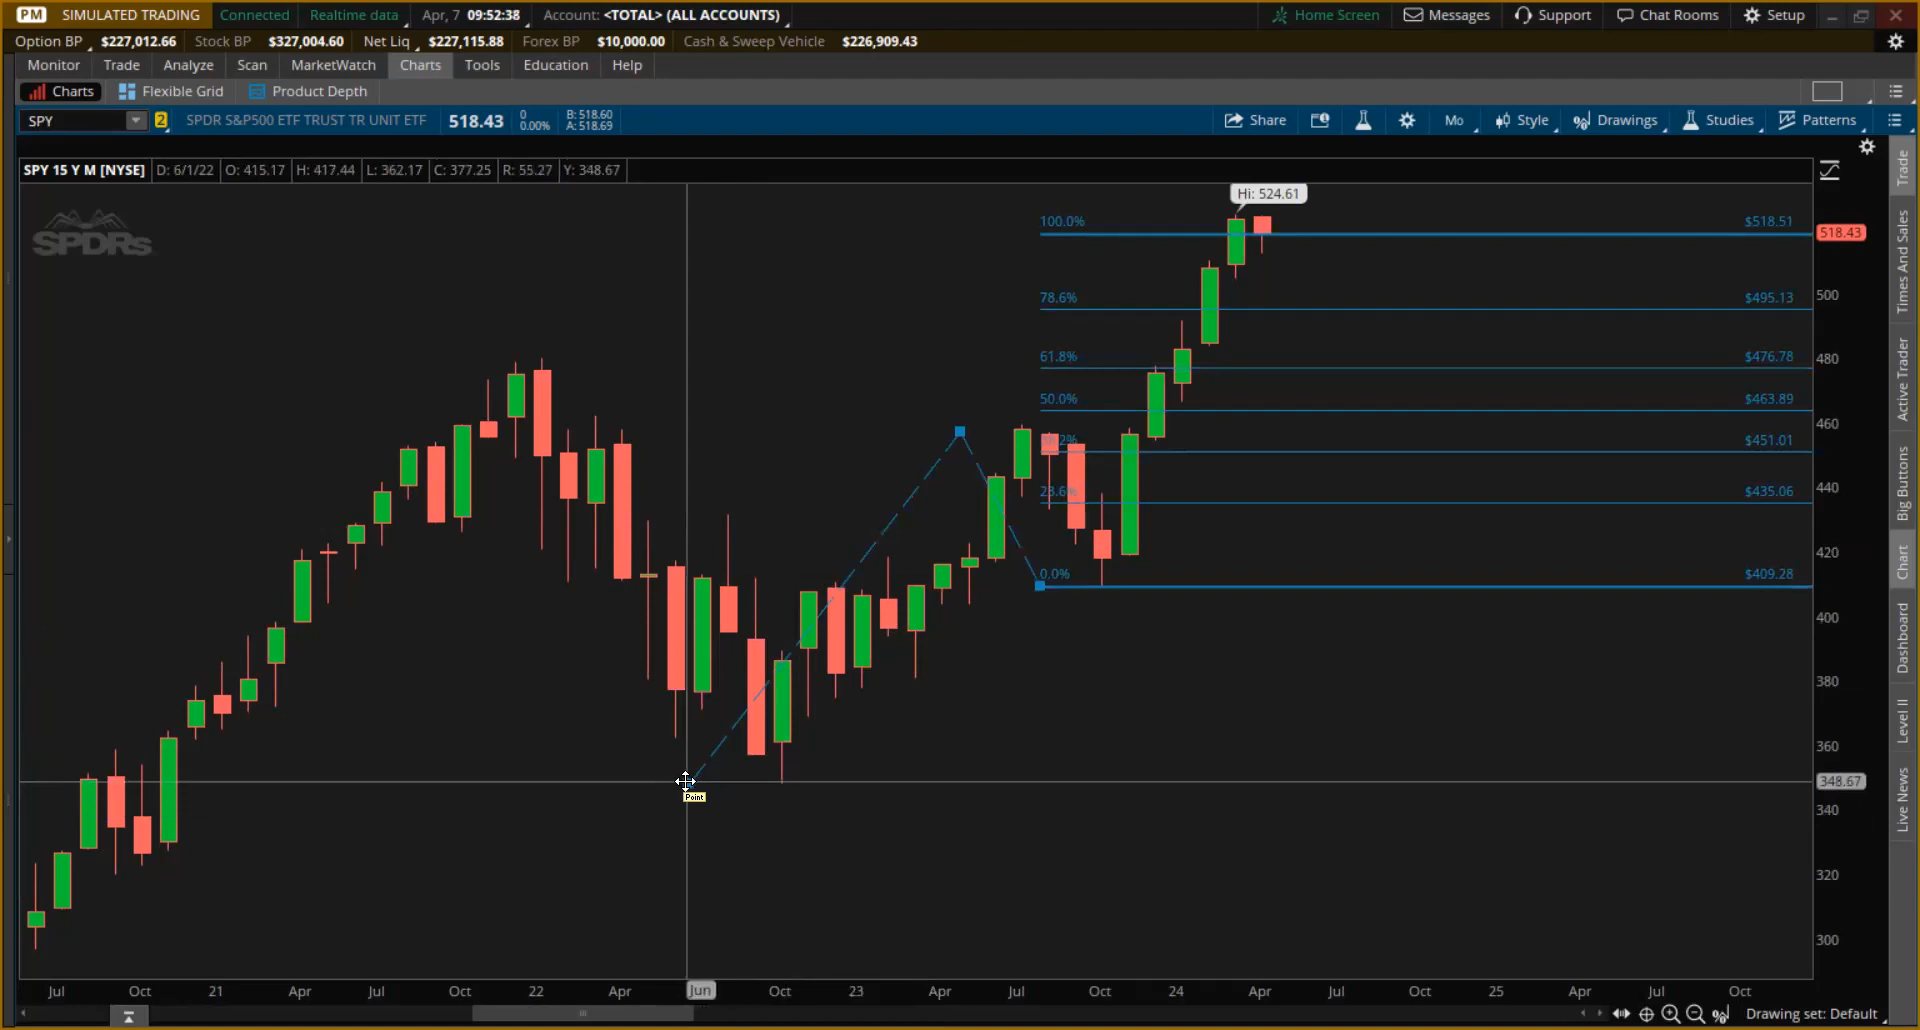 PM SIMULATED TRADING Connected Realtime data Apr, 7 09:52:38 Account: <TOTAL> (ALL ACCOUNTS) Home Screen Messages Support Chat Rooms Setup
Option BP $227,012.66 Stock BP $327,004.60 Net Liq $227,115.88 Forex BP $10,000.00 Cash & Sweep Vehicle $226,909.43
Monitor Trade Analyze Scan MarketWatch Charts Tools Education Help
Charts Flexible Grid Product Depth
SPY 2 SPDR S&P500 ETF TRUST TR UNIT ETF 518.43 0 0.00% B: 518.60 A: 518.69 Share Mo Style Drawings Studies Patterns
SPY 15 Y M [NYSE] D: 6/1/22 O: 415.17 H: 417.44 L: 362.17 C: 377.25 R: 55.27 Y: 348.67
SPDRs
Hi: 524.61
100.0% $518.51
518.43
78.6% $495.13
500
61.8% $476.78
480
50.0% $463.89
460
$451.01
440
23.6% $435.06
420
0.0% $409.28
400
380
360
348.67
Point
340
320
300
Jul Oct 21 Apr Jul Oct 22 Apr Jun Oct 23 Apr Jul Oct 24 Apr Jul Oct 25 Apr Jul Oct
Drawing set: Default
Trade
Times And Sales
Active Trader
Big Buttons
Chart
Dashboard
Level II
Live News